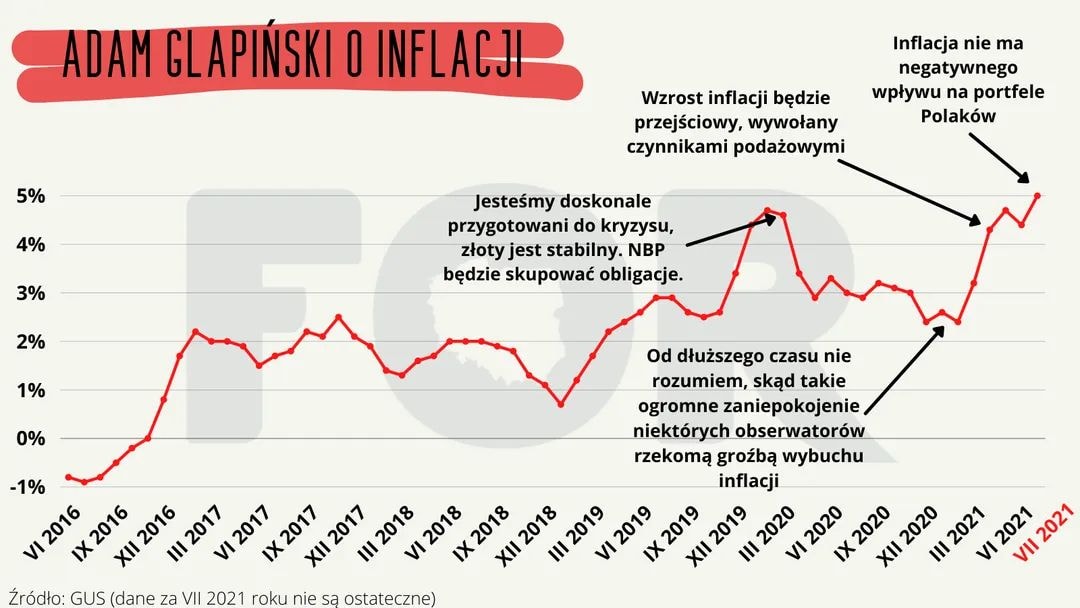 ADAM GLAPIŃSKI O INFLACJI
Inflacja nie ma
negatywnego
wpływu na portfele
Polaków
Wzrost inflacji będzie
przejściowy, wywołany
czynnikami podażowymi
Jesteśmy doskonale
przygotowani do kryzysu,
złoty jest stabilny. NBP
będzie skupować obligacje.
Od dłuższego czasu nie
rozumiem, skąd takie
ogromne zaniepokojenie
niektórych obserwatorów
rzekomą groźbą wybuchu
inflacji
FOR
5%
4%
3%
2%
1%
0%
-1%
VI 2016
IX 2016
XII 2016
III 2017
VI 2017
IX 2017
XII 2017
III 2018
VI 2018
IX 2018
XII 2018
III 2019
VI 2019
IX 2019
XII 2019
III 2020
VI 2020
IX 2020
XII 2020
III 2021
VI 2021
VII 2021
Źródło: GUS (dane za VII 2021 roku nie są ostateczne)